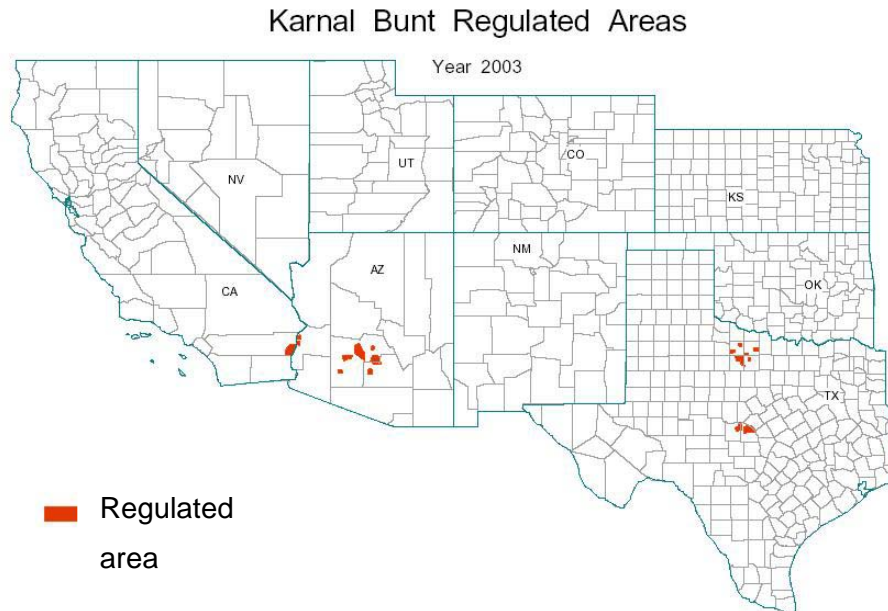 Karnal Bunt Regulated Areas
Year 2003
UT
CO
NV
KS
NM
AZ
CA
OK
TX
Regulated
area